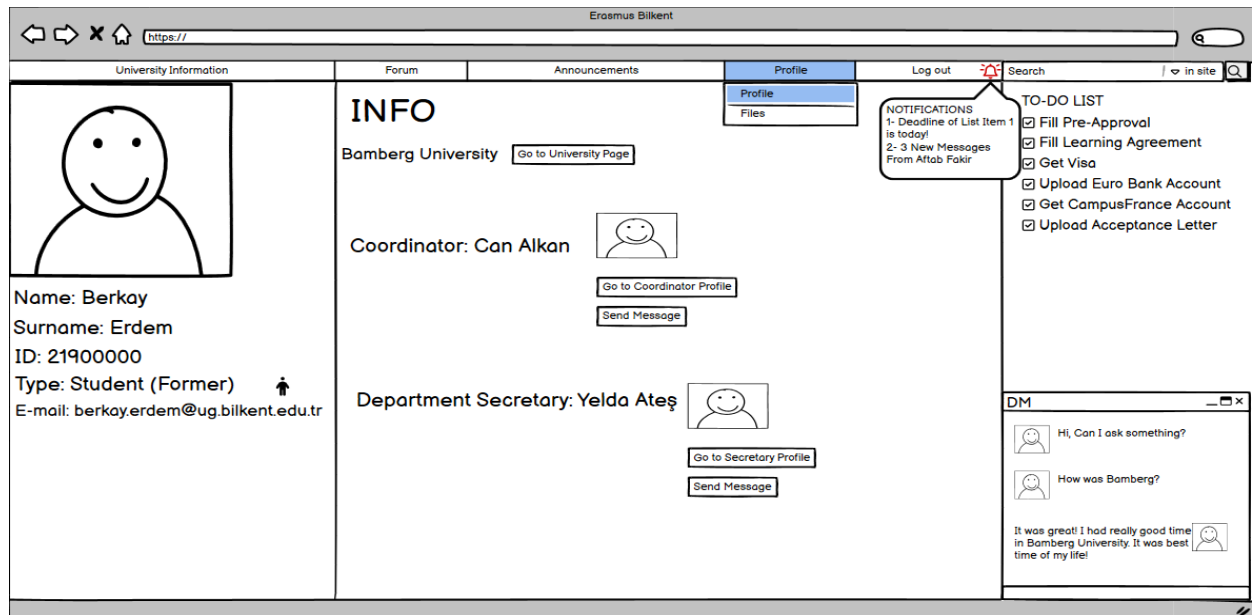 Erasmus Bilkent
https://
University Information
Forum
Announcements
Profile
Log out
Search
in site
Profile
Files
NOTIFICATIONS
1- Deadline of List Item 1
is today!
2- 3 New Messages
From Aftab Fakir
TO-DO LIST
Fill Pre-Approval
Fill Learning Agreement
Get Visa
Upload Euro Bank Account
Get CampusFrance Account
Upload Acceptance Letter
Name: Berkay
Surname: Erdem
ID: 21900000
Type: Student (Former)
E-mail: berkay.erdem@ug.bilkent.edu.tr
INFO
Bamberg University
Go to University Page
Coordinator: Can Alkan
Go to Coordinator Profile
Send Message
Department Secretary: Yelda Ateş
Go to Secretary Profile
Send Message
DM
Hi, Can I ask something?
How was Bamberg?
It was great! I had really good time
in Bamberg University. It was best
time of my life!